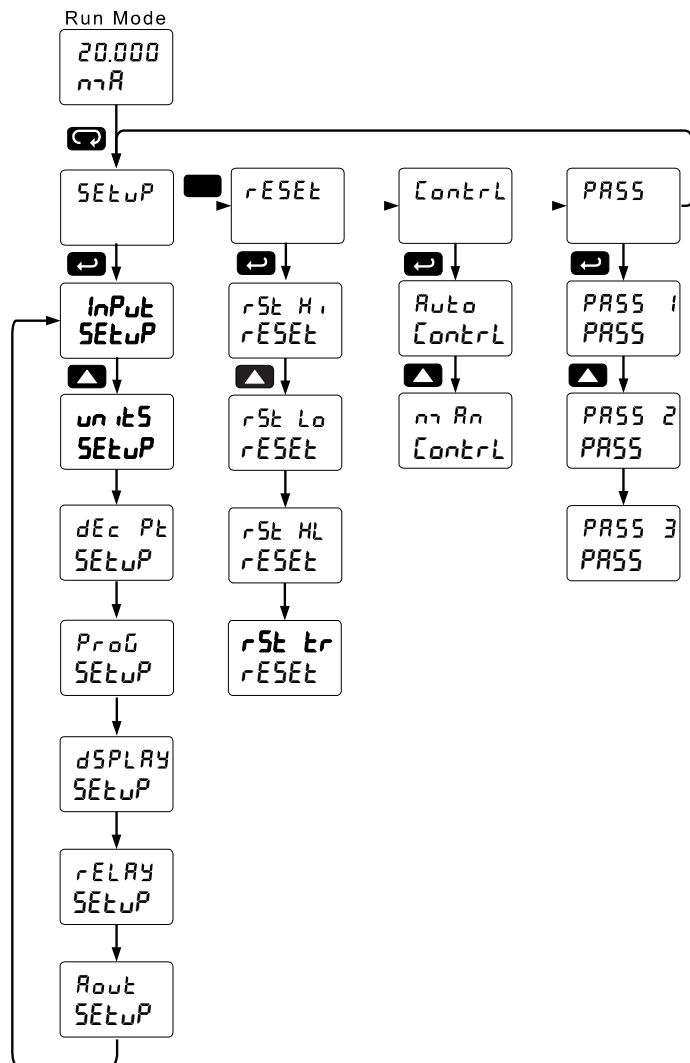 Run Mode
20.000
mA
SEtuP
rESEt
ContrL
PASS
InPut
SEtuP
rSt Hi
rESEt
Auto
ContrL
PASS 1
PASS
unitS
SEtuP
rSt Lo
rESEt
mAn
ContrL
PASS 2
PASS
dEc Pt
SEtuP
rSt HL
rESEt
PASS 3
PASS
ProG
SEtuP
rSt tr
rESEt
dSPLAY
SEtuP
rELAY
SEtuP
Aout
SEtuP